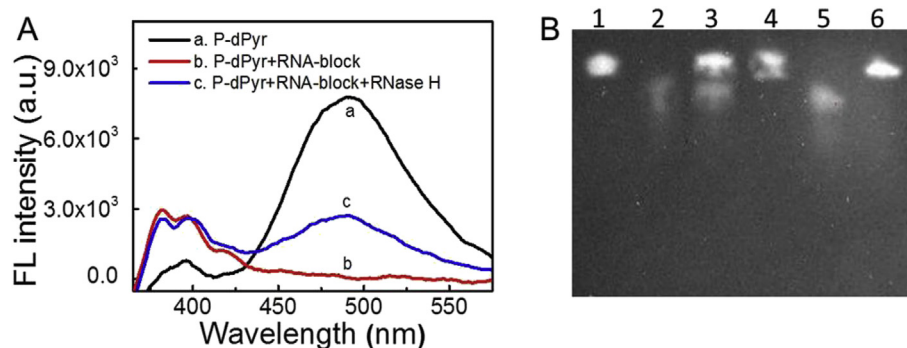 A
B
a. P-dPyr
b. P-dPyr+RNA-block
c. P-dPyr+RNA-block+RNase H
FL intensity (a.u.)
9.0x10³
6.0x10³
3.0x10³
0.0
a
c
b
400
450
500
550
Wavelength (nm)
1 2 3 4 5 6